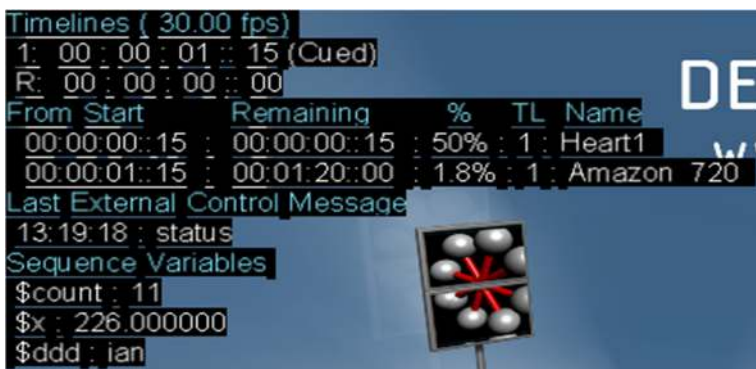 Timelines ( 30.00 fps)
1: 00 : 00 : 01 :: 15 (Cued)
R: 00 : 00 : 00 :: 00
DE
From Start Remaining % TL Name
00:00:00::15 : 00:00:00::15 : 50% : 1 : Heart1
00:00:01::15 : 00:01:20::00 : 1.8% : 1 : Amazon 720
Last External Control Message
13:19:18 : status
Sequence Variables
$count : 11
$x : 226.000000
$ddd : ian